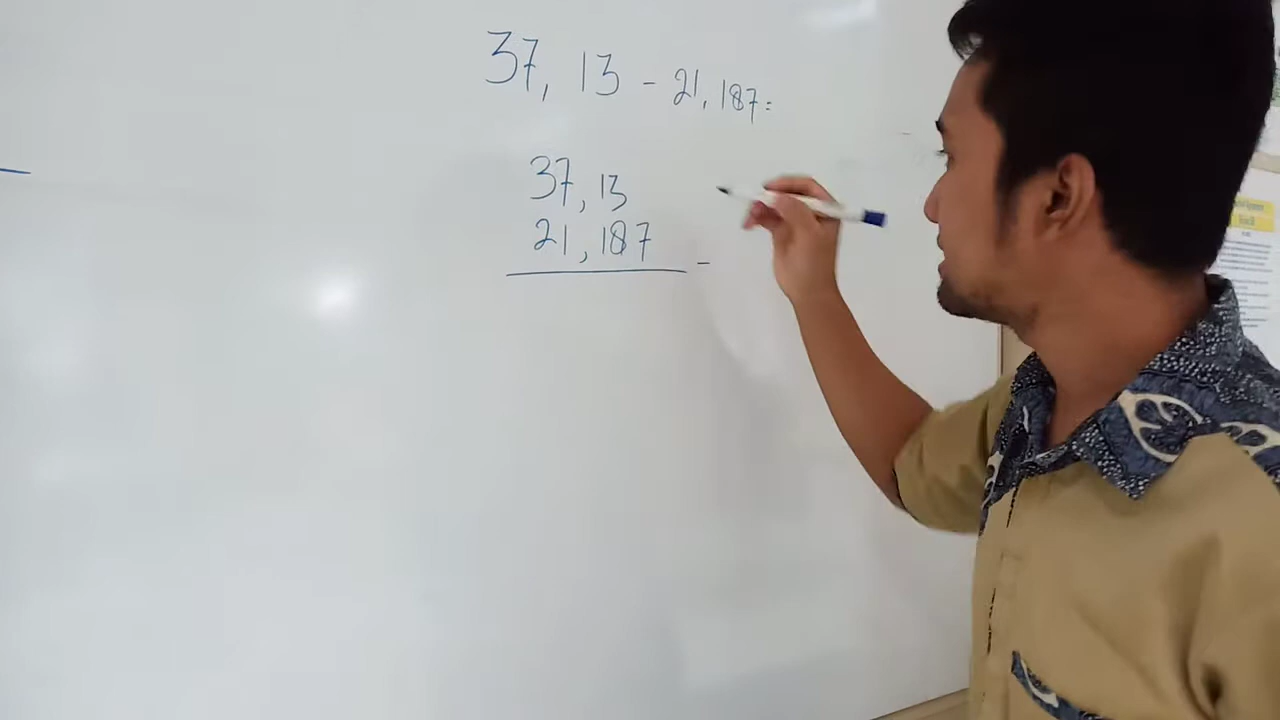 37,13 - 21,187=
37,13
21,187
-